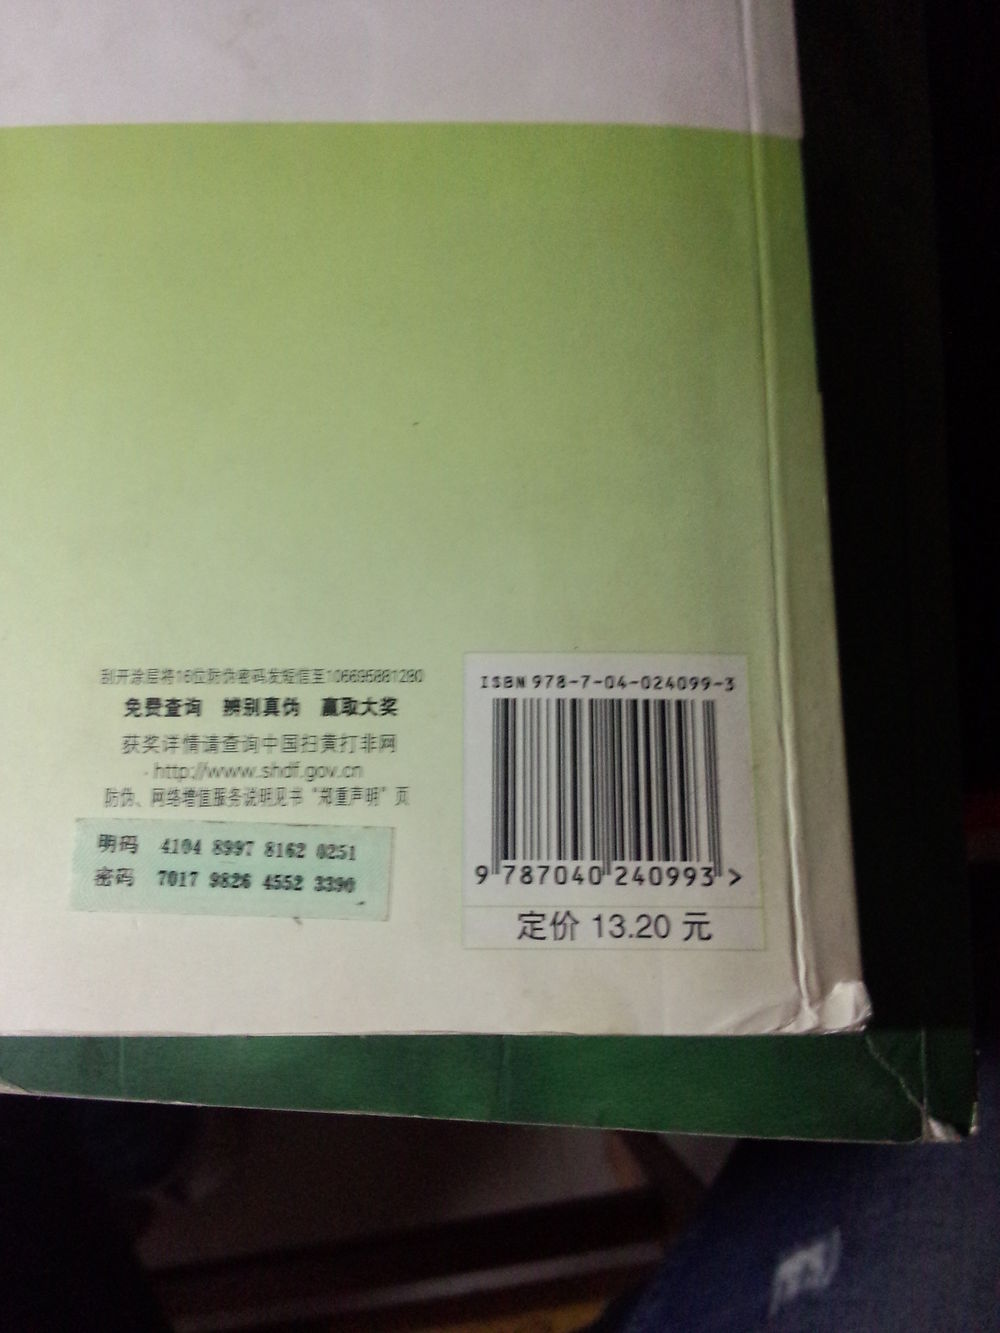 刮开涂层将16位防伪密码发短信至106695881280
免费查询 辨别真伪 赢取大奖
获奖详情请查询中国扫黄打非网
http://www.shdf.gov.cn
防伪、网络增值服务说明见书“郑重声明”页
明码 4104 8997 8162 0251
密码 7017 9826 4552 3390
ISBN 978-7-04-024099-3
9 787040 240993 >
定价 13.20 元